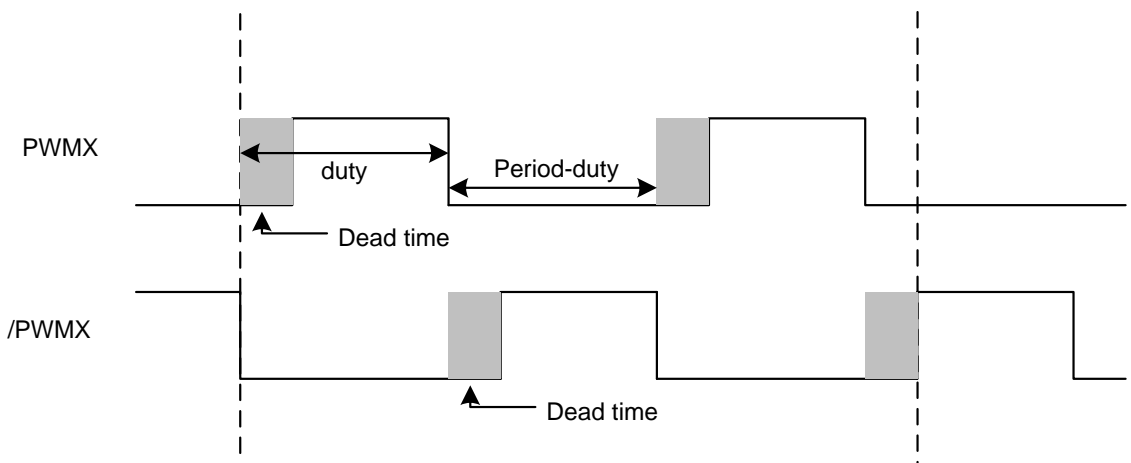 PWMX
duty
Period-duty
Dead time
/PWMX
Dead time